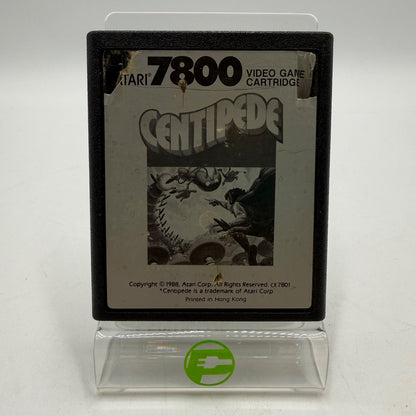 ATARI 7800 VIDEO GAME
CARTRIDGE
CENTIPEDE
Copyright © 1988, Atari Corp. All Rights Reserved. CX7801
*Centipede is a trademark of Atari Corp
Printed in Hong Kong